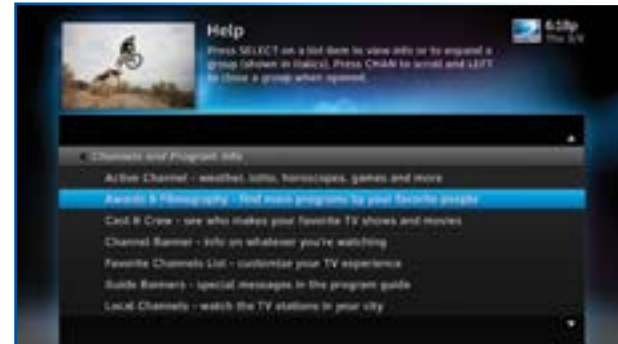 Help
6:18p
Press SELECT on a list item to view info or to expand a
Thu 3/4
group (shown in italics). Press CHAN to scroll and LEFT
to close a group when opened.
Channels and Program Info
Active Channel - weather, lotto, horoscopes, games and more
Awards & Filmography - find more programs by your favorite people
Cast & Crew - see who makes your favorite TV shows and movies
Channel Banner - info on whatever you're watching
Favorite Channels List - customize your TV experience
Guide Banners - special messages in the program guide
Local Channels - watch the TV stations in your city